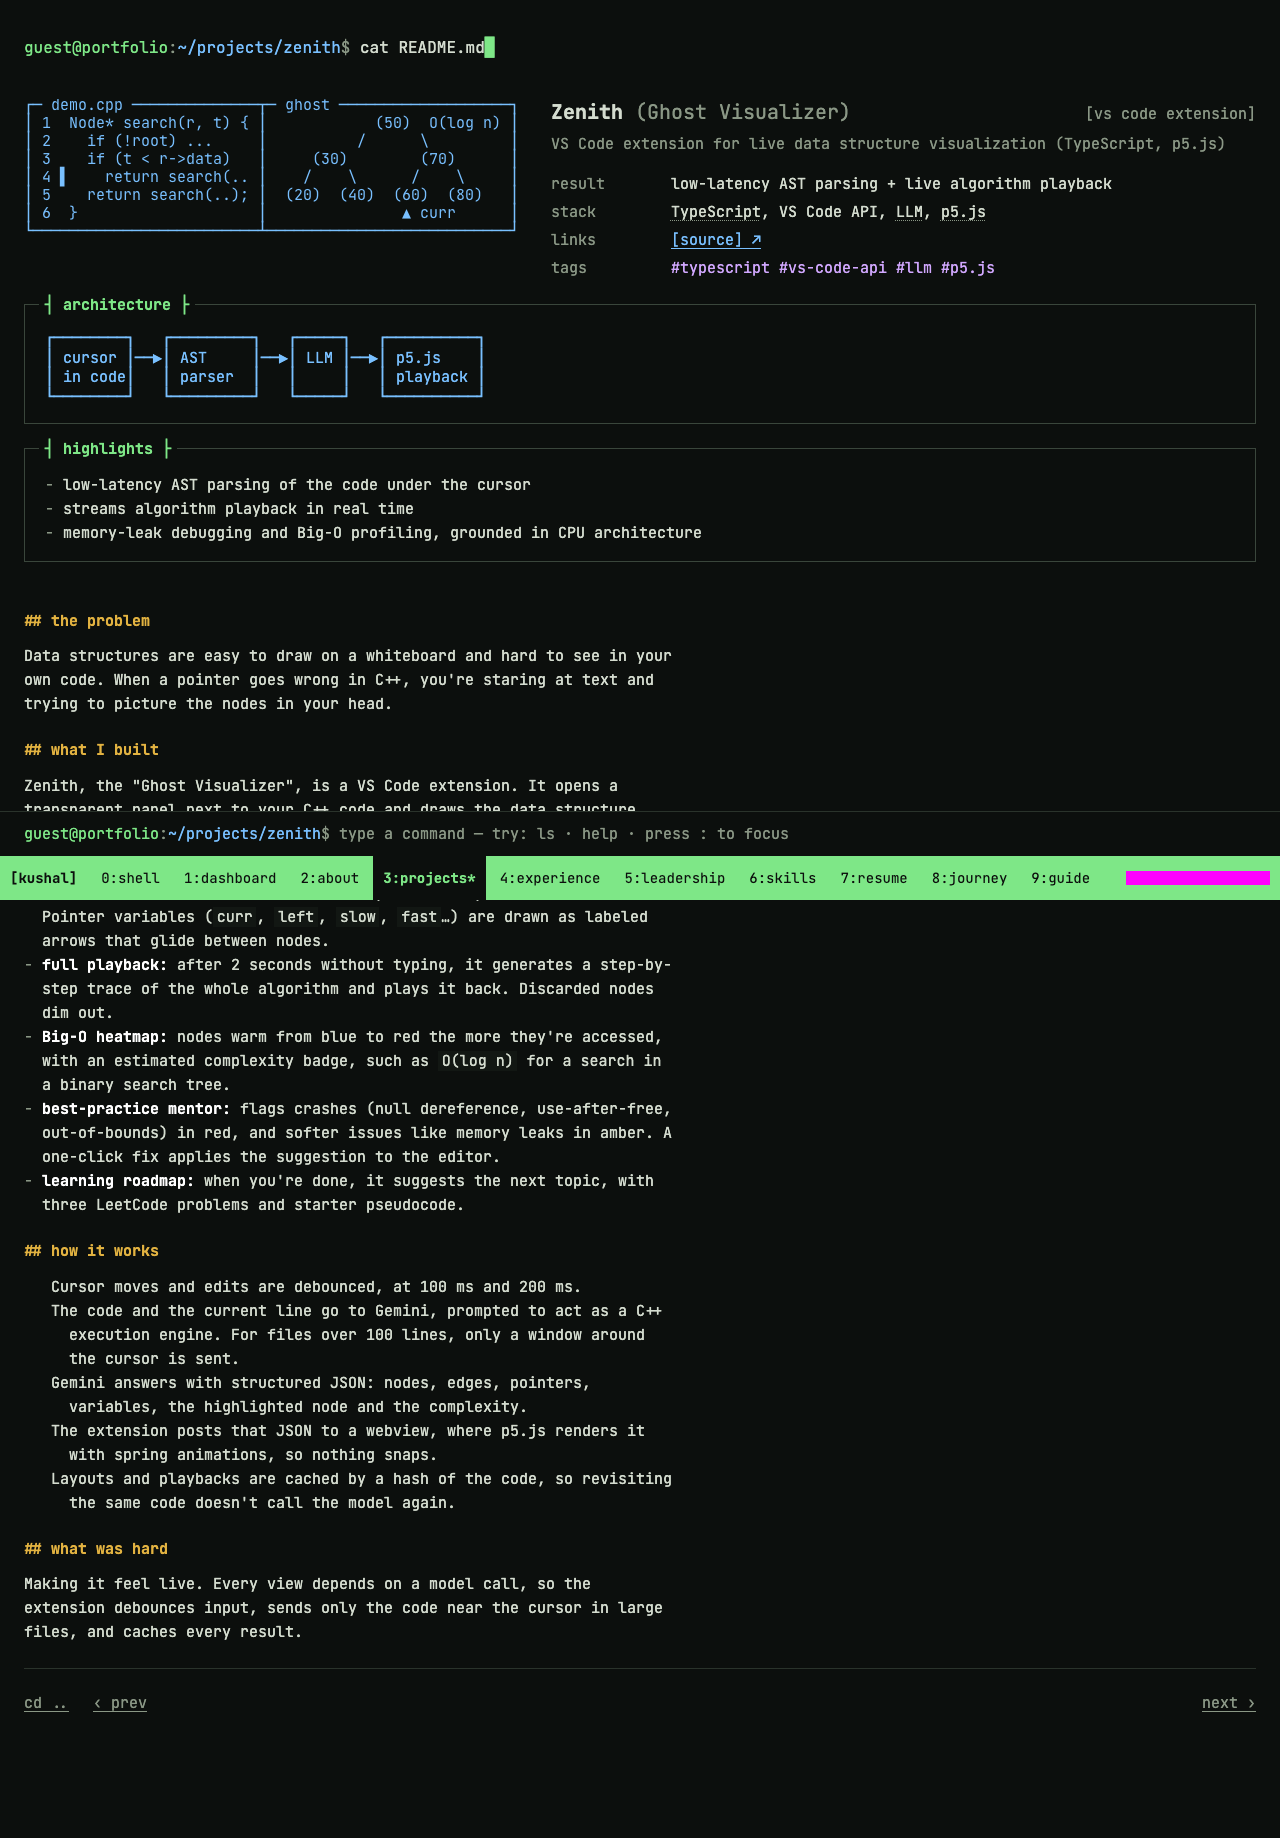 guest@portfolio:~/projects/zenith$ cat README.md
demo.cpp
ghost
1 Node* search(r, t) {
2 if (!root) ...
3 if (t < r->data)
4 return search(..
5 return search(..);
6 }
(50) O(log n)
/ \
(30) (70)
/ \ / \
(20) (40) (60) (80)
▲ curr
Zenith (Ghost Visualizer) [vs code extension]
VS Code extension for live data structure visualization (TypeScript, p5.js)
result low-latency AST parsing + live algorithm playback
stack TypeScript, VS Code API, LLM, p5.js
links [source] ↗
tags #typescript #vs-code-api #llm #p5.js
architecture
cursor in code
AST parser
LLM
p5.js playback
highlights
- low-latency AST parsing of the code under the cursor
- streams algorithm playback in real time
- memory-leak debugging and Big-O profiling, grounded in CPU architecture
## the problem
Data structures are easy to draw on a whiteboard and hard to see in your
own code. When a pointer goes wrong in C++, you're staring at text and
trying to picture the nodes in your head.
## what I built
Zenith, the "Ghost Visualizer", is a VS Code extension. It opens a
transparent panel next to your C++ code and draws the data structure
guest@portfolio:~/projects/zenith$ type a command — try: ls · help · press : to focus
[kushal] 0:shell 1:dashboard 2:about 3:projects* 4:experience 5:leadership 6:skills 7:resume 8:journey 9:guide
Pointer variables (curr, left, slow, fast…) are drawn as labeled
arrows that glide between nodes.
- full playback: after 2 seconds without typing, it generates a step-by-
step trace of the whole algorithm and plays it back. Discarded nodes
dim out.
- Big-O heatmap: nodes warm from blue to red the more they're accessed,
with an estimated complexity badge, such as O(log n) for a search in
a binary search tree.
- best-practice mentor: flags crashes (null dereference, use-after-free,
out-of-bounds) in red, and softer issues like memory leaks in amber. A
one-click fix applies the suggestion to the editor.
- learning roadmap: when you're done, it suggests the next topic, with
three LeetCode problems and starter pseudocode.
## how it works
Cursor moves and edits are debounced, at 100 ms and 200 ms.
The code and the current line go to Gemini, prompted to act as a C++
execution engine. For files over 100 lines, only a window around
the cursor is sent.
Gemini answers with structured JSON: nodes, edges, pointers,
variables, the highlighted node and the complexity.
The extension posts that JSON to a webview, where p5.js renders it
with spring animations, so nothing snaps.
Layouts and playbacks are cached by a hash of the code, so revisiting
the same code doesn't call the model again.
## what was hard
Making it feel live. Every view depends on a model call, so the
extension debounces input, sends only the code near the cursor in large
files, and caches every result.
cd .. ‹ prev next ›